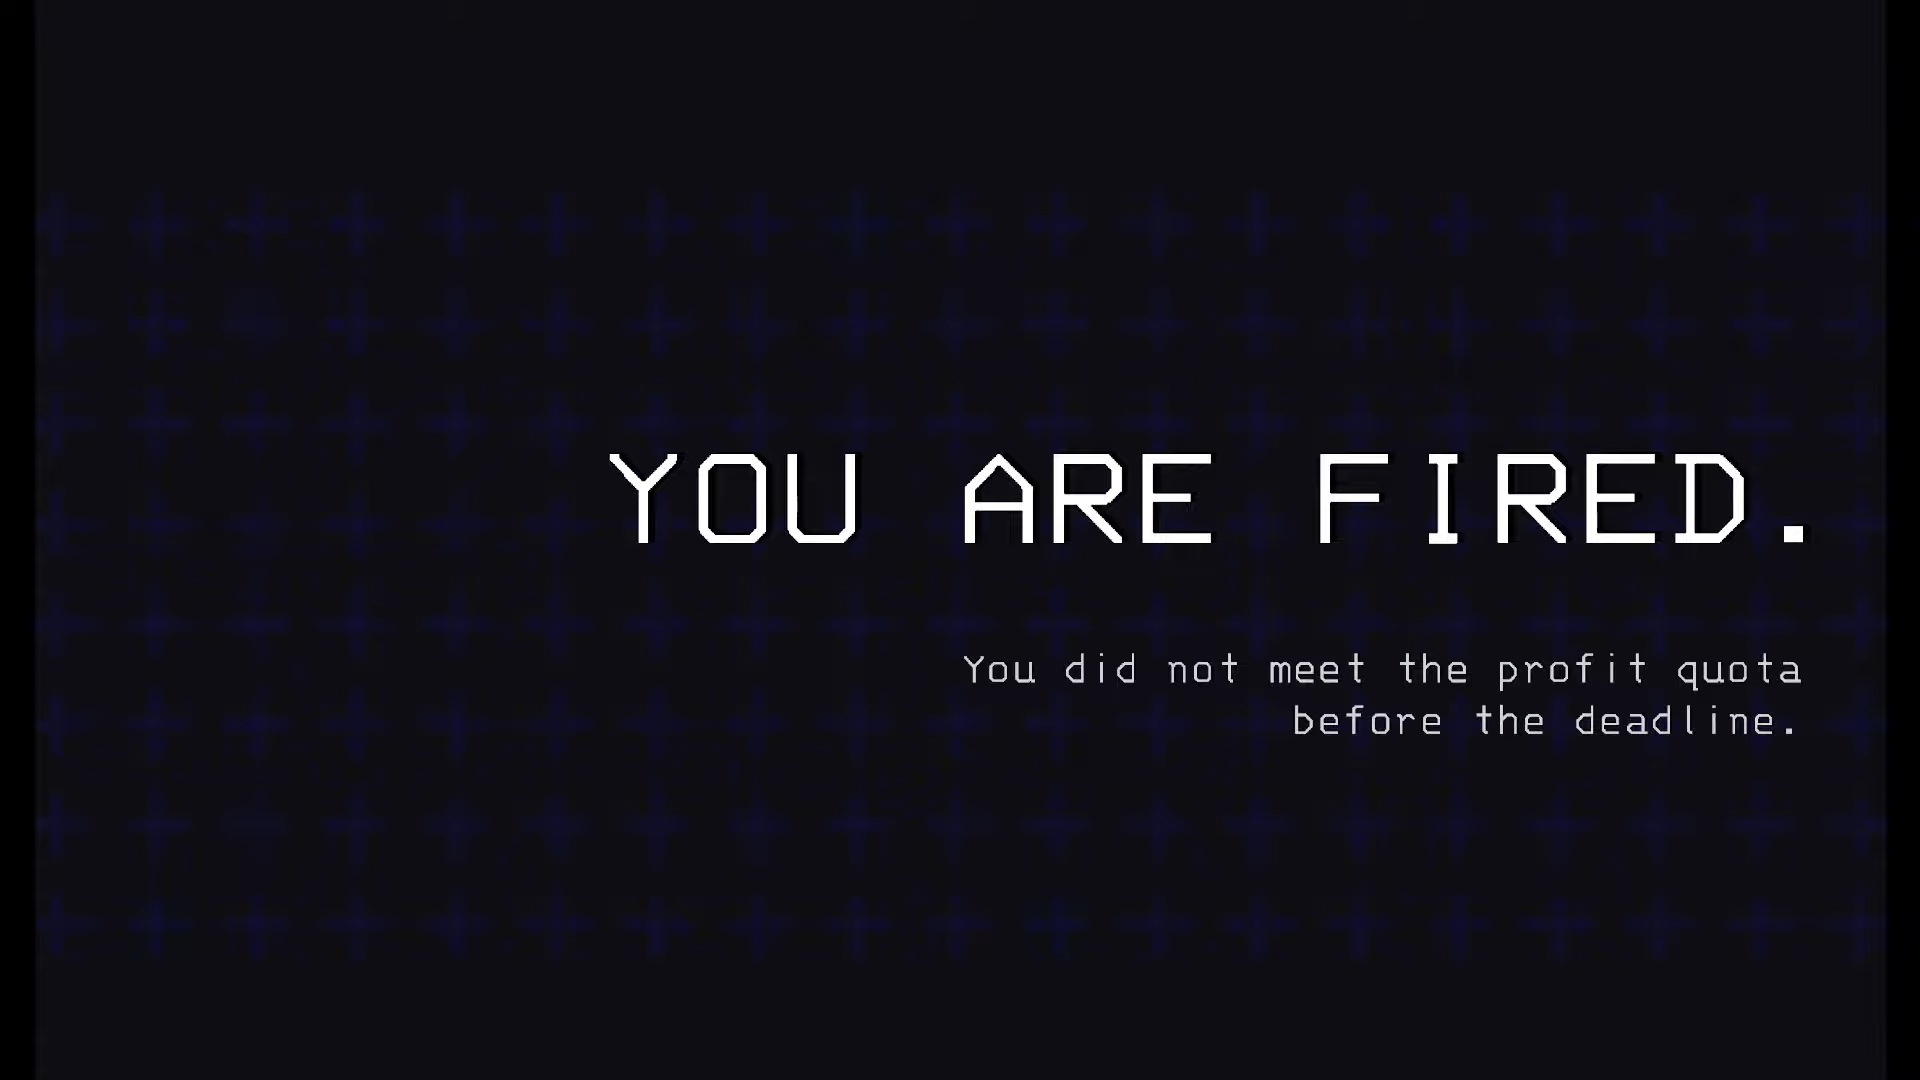 YOU ARE FIRED.
You did not meet the profit quota
before the deadline.